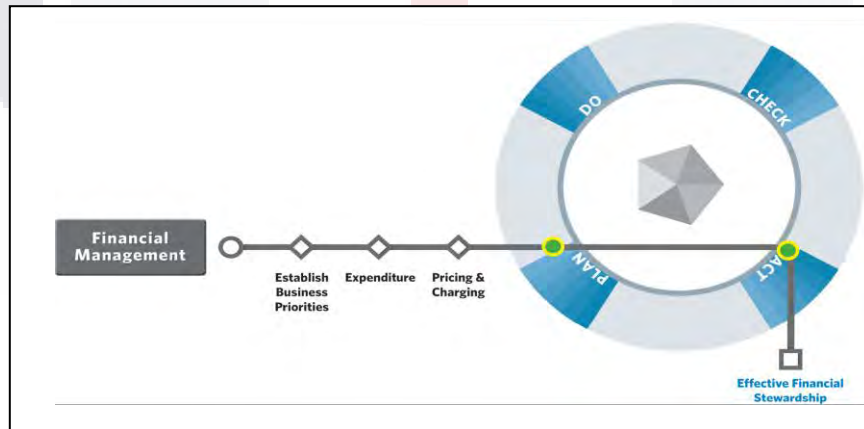 DO
CHECK
Financial
Management
Establish
Business
Priorities
Expenditure
Pricing &
Charging
PLAN
ACT
Effective Financial
Stewardship